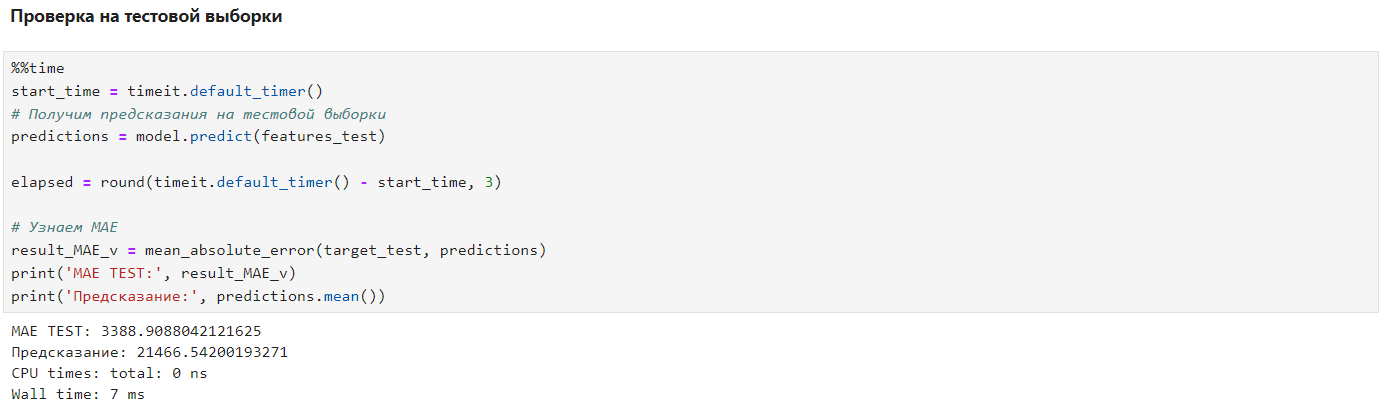 Проверка на тестовой выборки
%%time
start_time = timeit.default_timer()
# Получим предсказания на тестовой выборки
predictions = model.predict(features_test)
elapsed = round(timeit.default_timer() - start_time, 3)
# Узнаем MAE
result_MAE_v = mean_absolute_error(target_test, predictions)
print('MAE TEST:', result_MAE_v)
print('Предсказание:', predictions.mean())
MAE TEST: 3388.9088042121625
Предсказание: 21466.54200193271
CPU times: total: 0 ns
Wall time: 7 ms